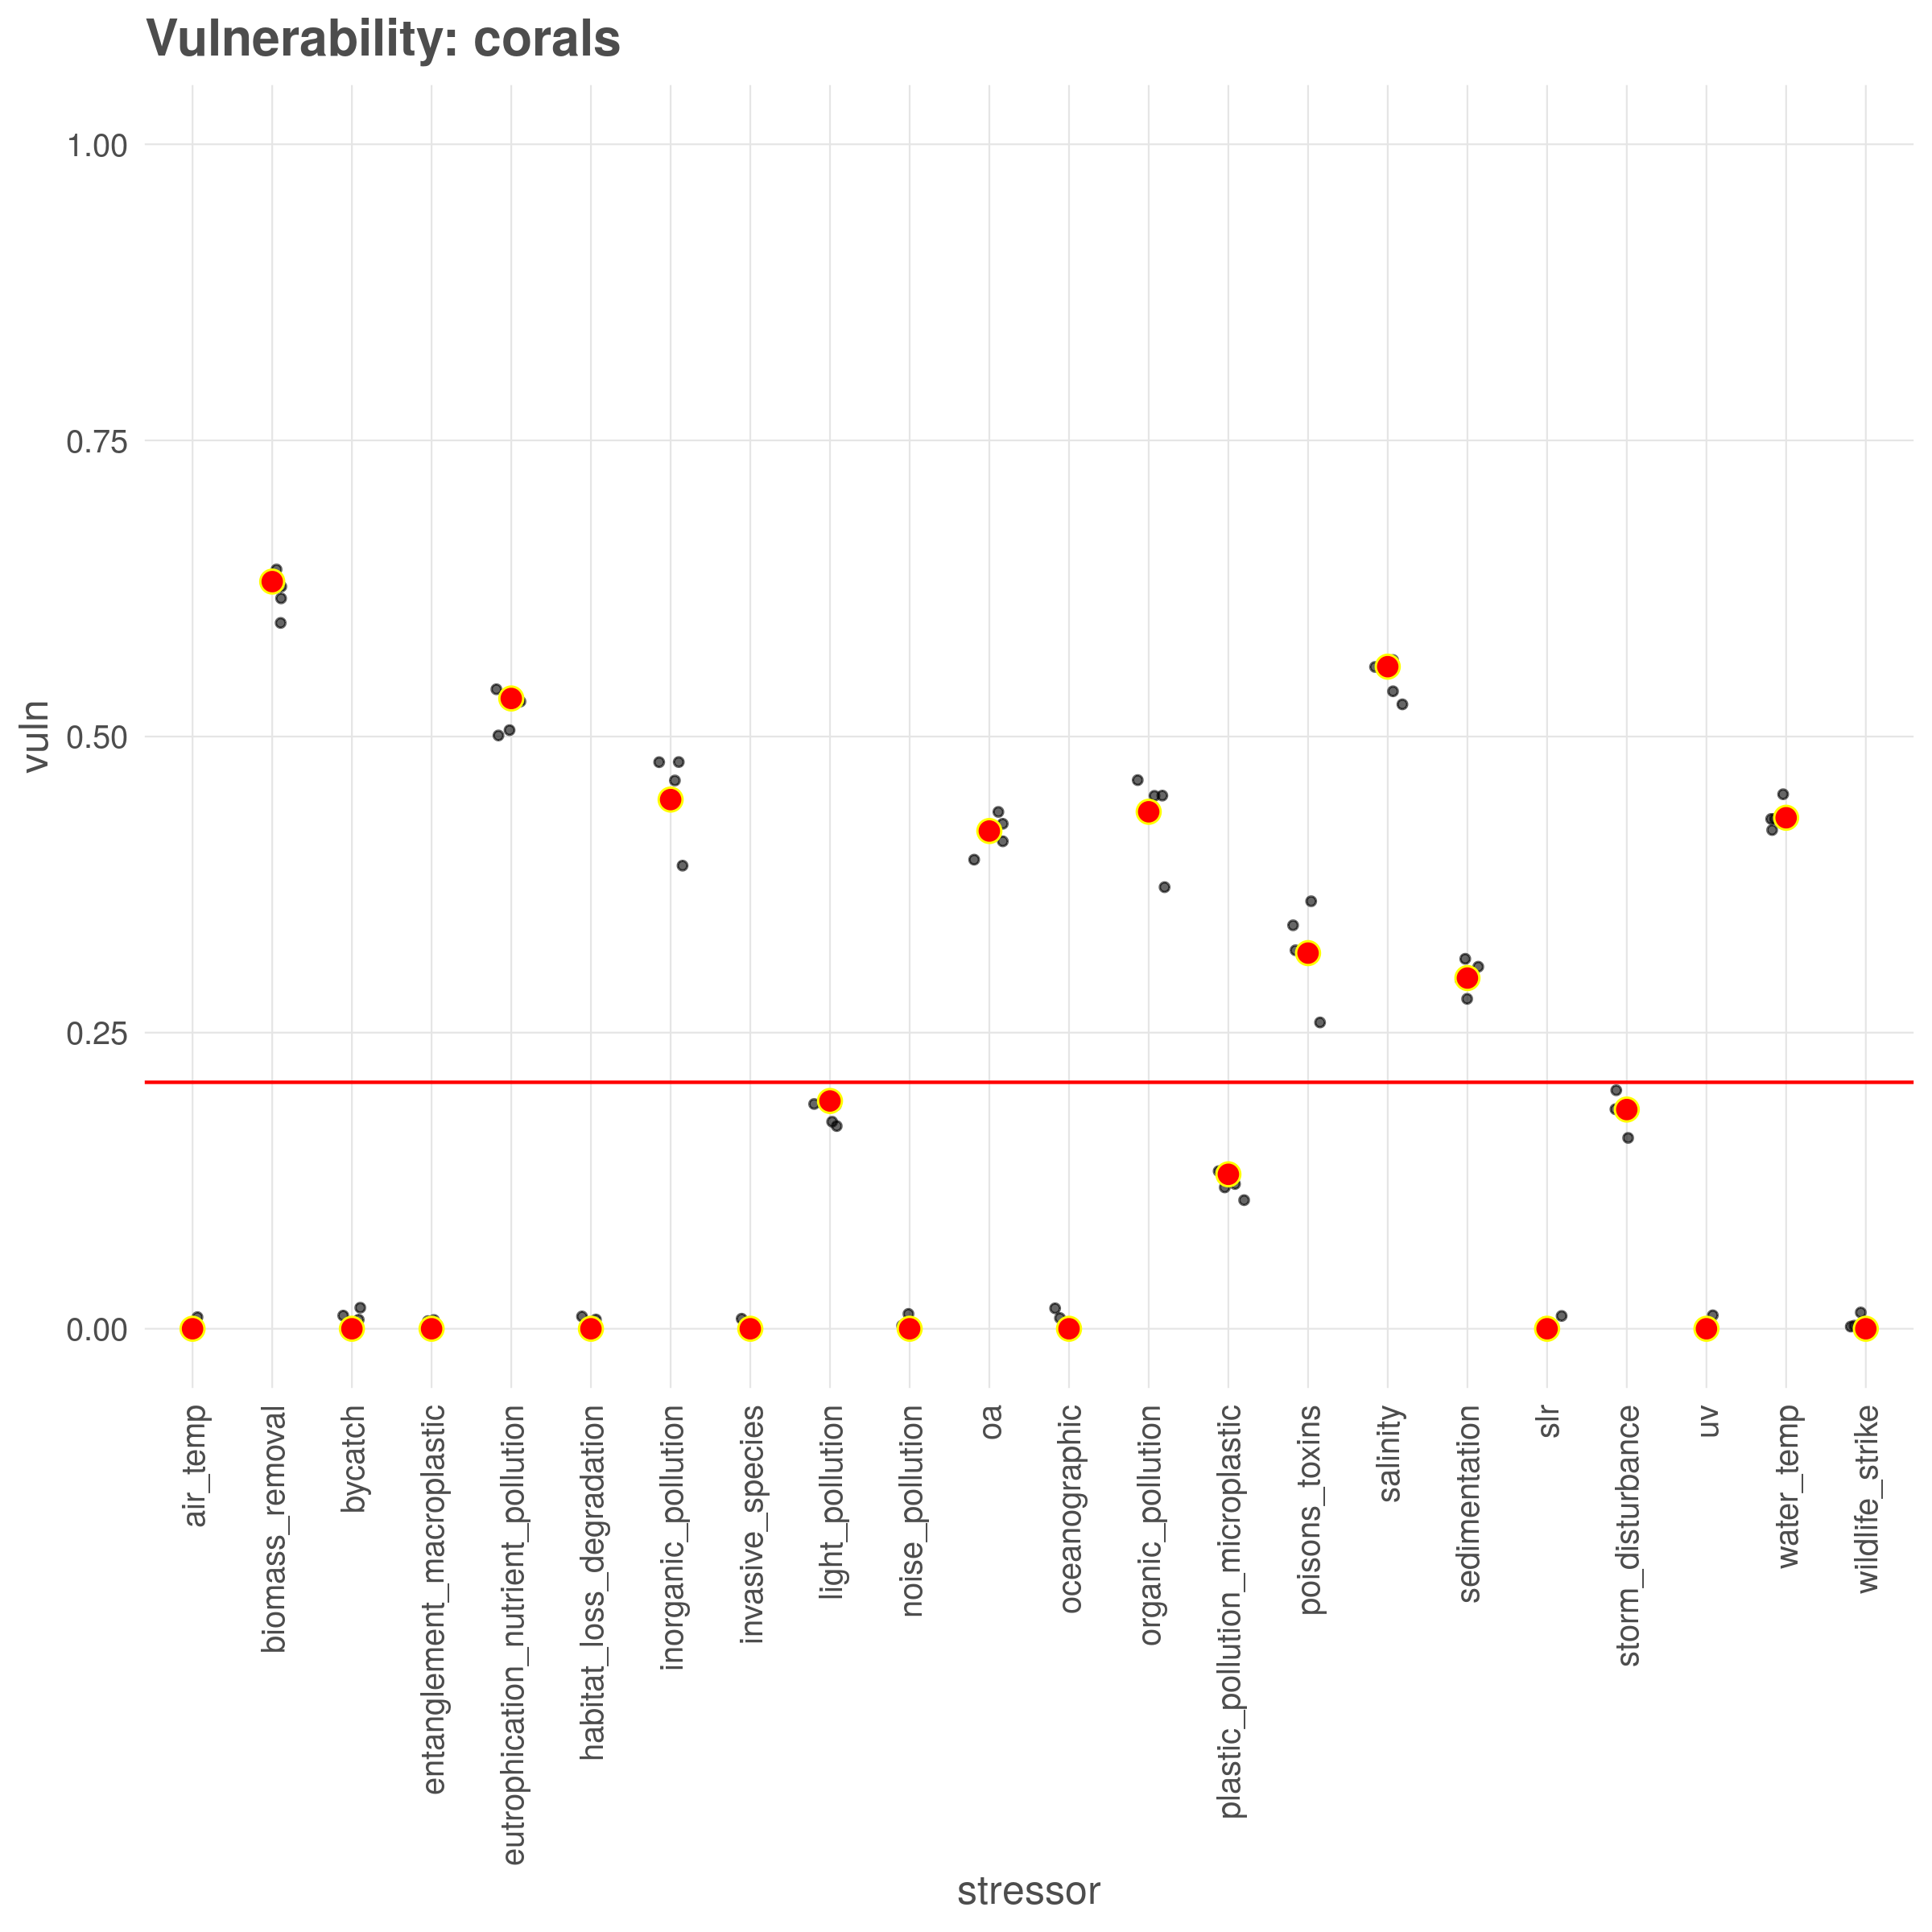 Vulnerability: corals
1.00
0.75
0.50
0.25
0.00
vuln
air_temp
biomass_removal
bycatch
entanglement_macroplastic
eutrophication_nutrient_pollution
habitat_loss_degradation
inorganic_pollution
invasive_species
light_pollution
noise_pollution
oa
oceanographic
organic_pollution
plastic_pollution_microplastic
poisons_toxins
salinity
sedimentation
slr
storm_disturbance
uv
water_temp
wildlife_strike
stressor